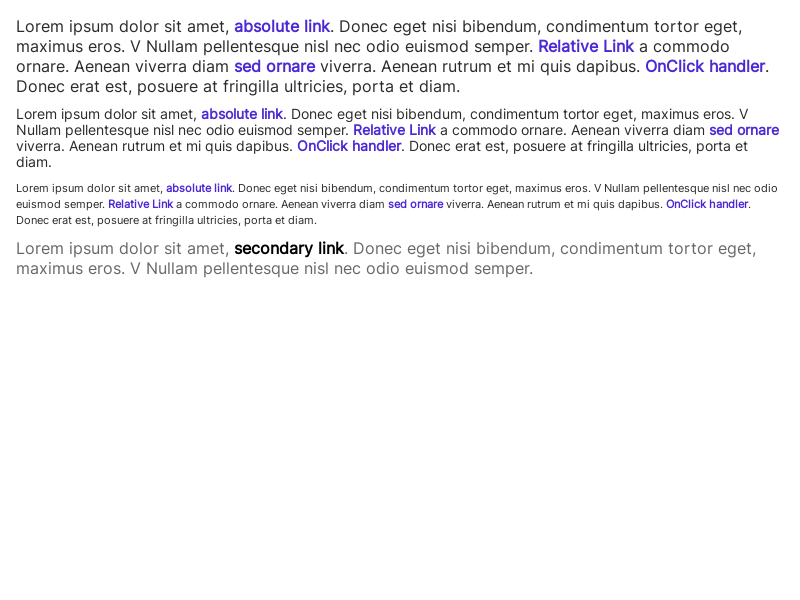 Lorem ipsum dolor sit amet, absolute link. Donec eget nisi bibendum, condimentum tortor eget,
maximus eros. V Nullam pellentesque nisl nec odio euismod semper. Relative Link a commodo
ornare. Aenean viverra diam sed ornare viverra. Aenean rutrum et mi quis dapibus. OnClick handler.
Donec erat est, posuere at fringilla ultricies, porta et diam.
Lorem ipsum dolor sit amet, absolute link. Donec eget nisi bibendum, condimentum tortor eget, maximus eros. V
Nullam pellentesque nisl nec odio euismod semper. Relative Link a commodo ornare. Aenean viverra diam sed ornare
viverra. Aenean rutrum et mi quis dapibus. OnClick handler. Donec erat est, posuere at fringilla ultricies, porta et
diam.
Lorem ipsum dolor sit amet, absolute link. Donec eget nisi bibendum, condimentum tortor eget, maximus eros. V Nullam pellentesque nisl nec odio
euismod semper. Relative Link a commodo ornare. Aenean viverra diam sed ornare viverra. Aenean rutrum et mi quis dapibus. OnClick handler.
Donec erat est, posuere at fringilla ultricies, porta et diam.
Lorem ipsum dolor sit amet, secondary link. Donec eget nisi bibendum, condimentum tortor eget,
maximus eros. V Nullam pellentesque nisl nec odio euismod semper.